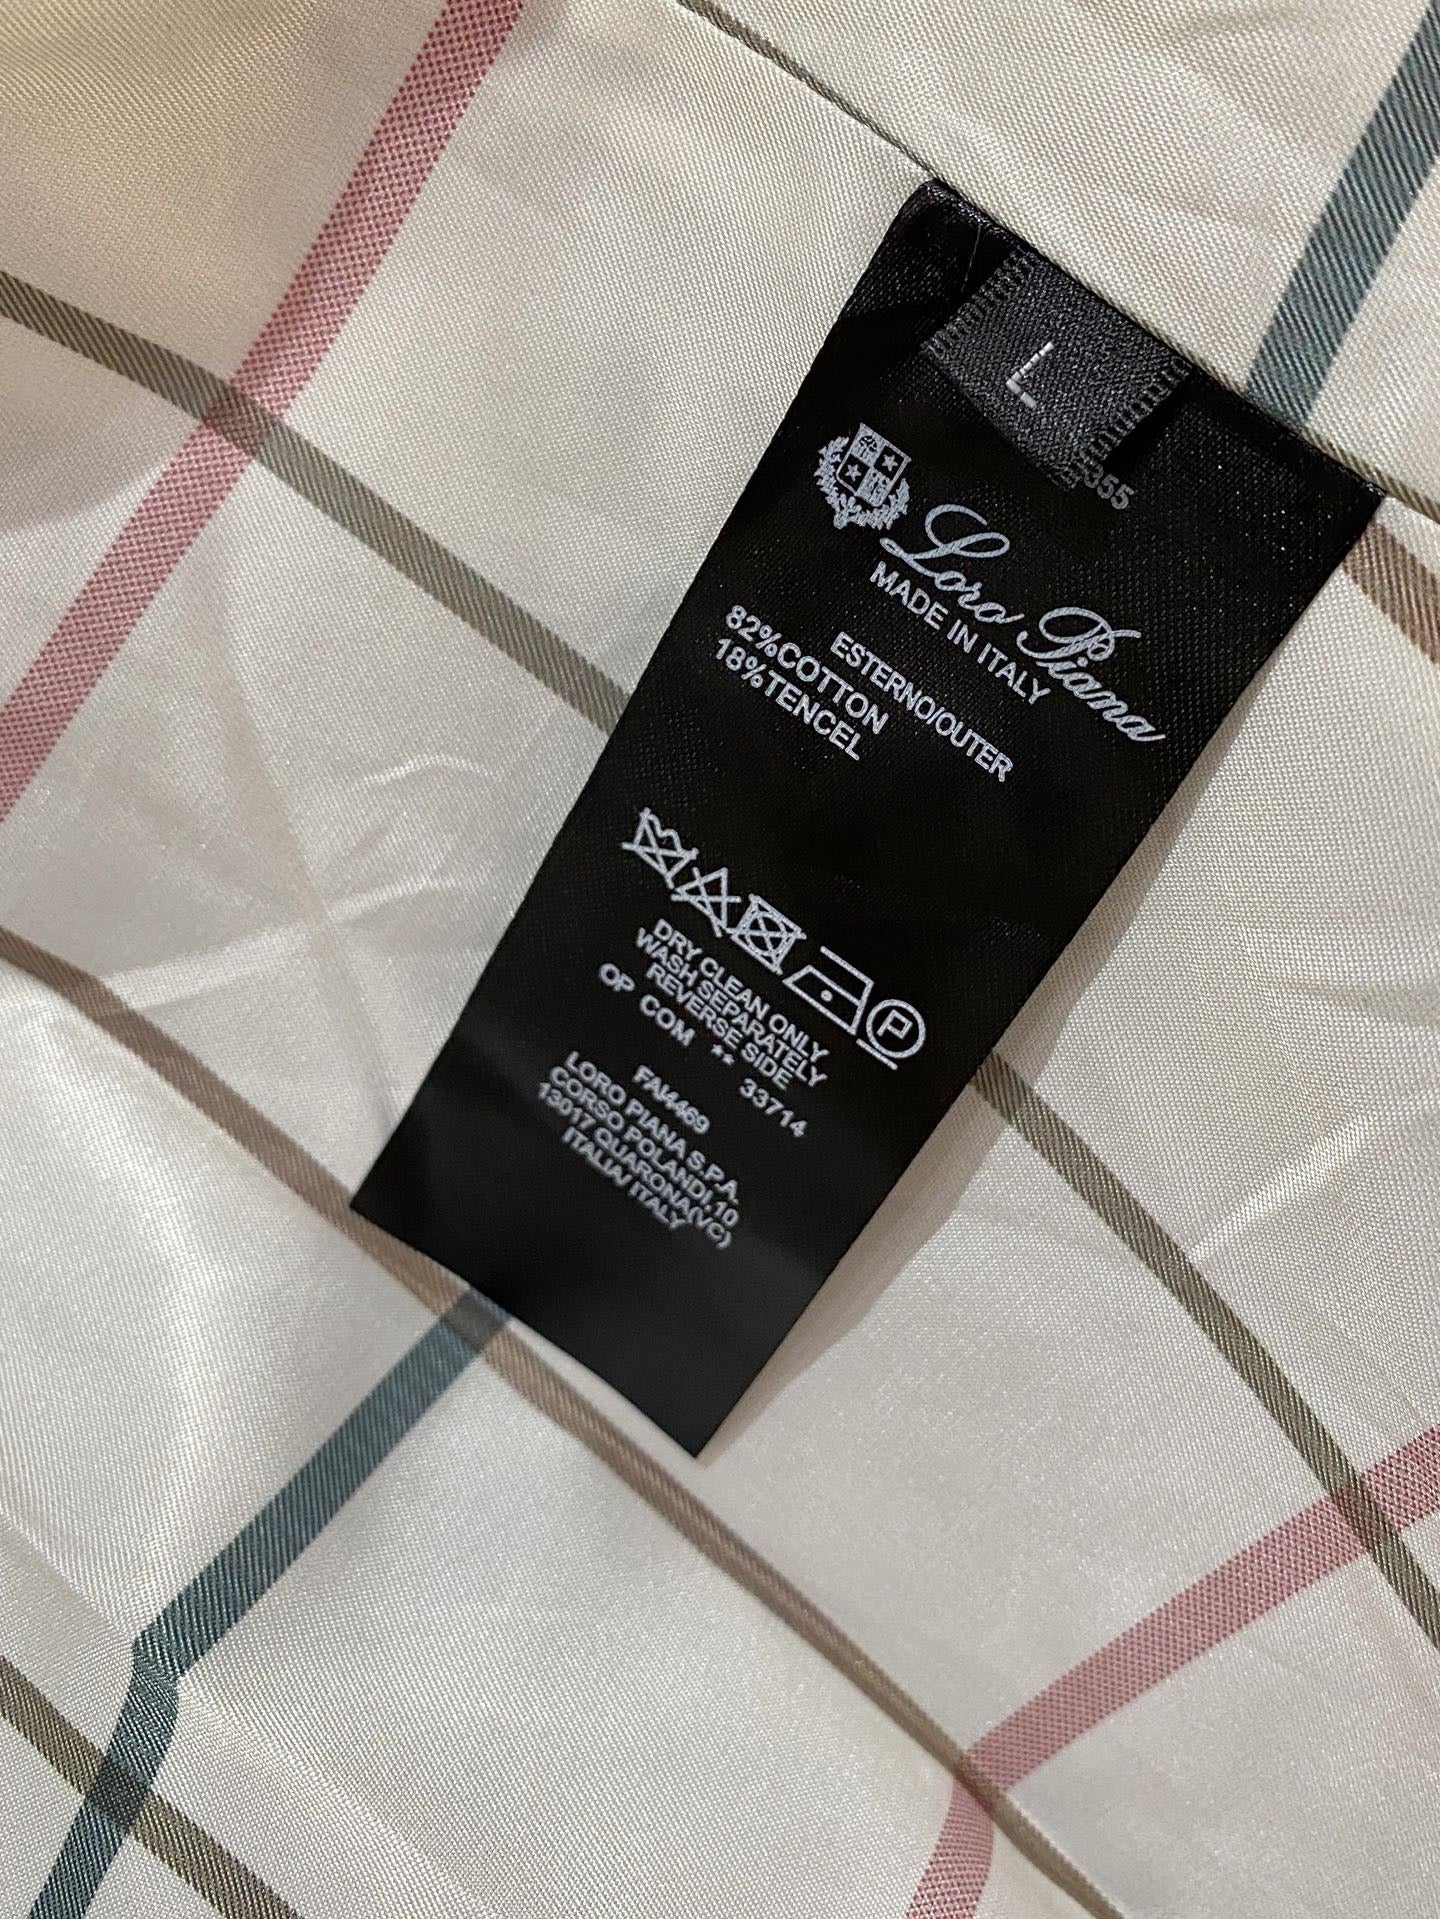 L
355
Loro Piana
MADE IN ITALY
ESTERNO/OUTER
82%COTTON
18%TENCEL
P
DRY CLEAN ONLY
WASH SEPARATELY
REVERSE SIDE
OP COM ** 33714
FAI4469
LORO PIANA S.P.A.
CORSO POLANDI,10
13017 QUARONA(VC)
ITALIA/ ITALY